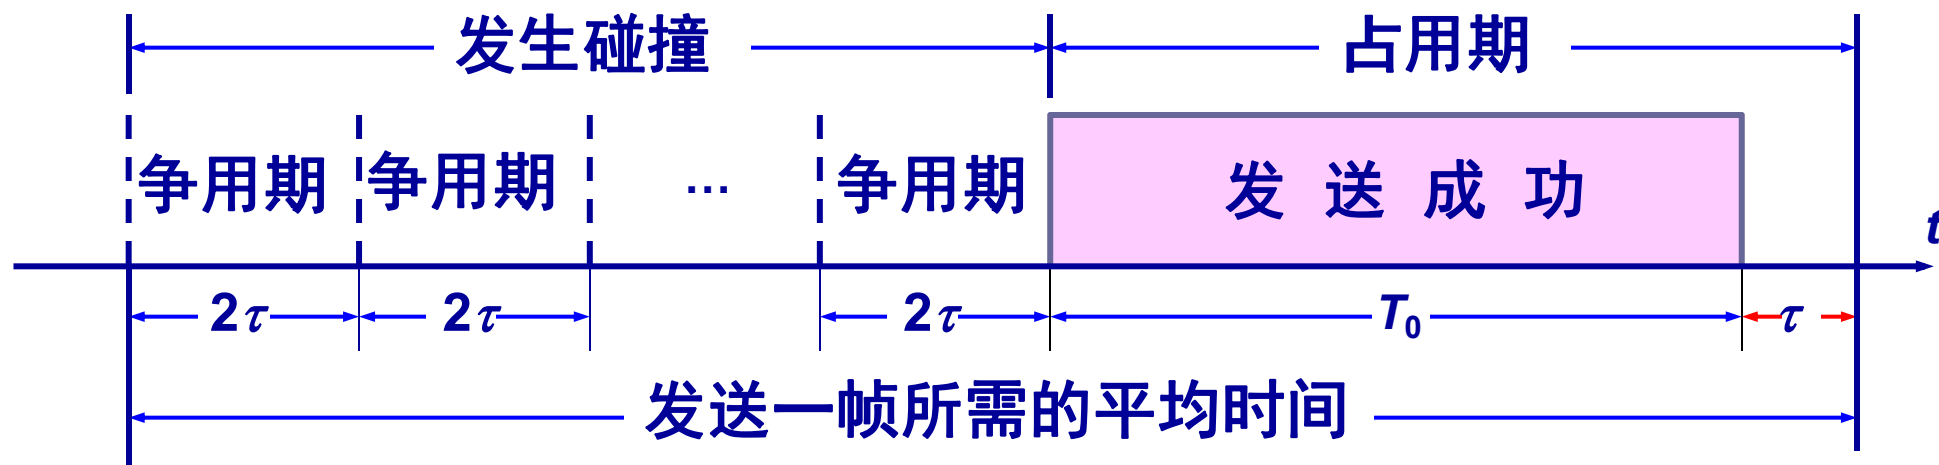 发生碰撞 占用期
争用期 争用期 … 争用期 发送成功
t
2τ 2τ 2τ T0 τ
发送一帧所需的平均时间